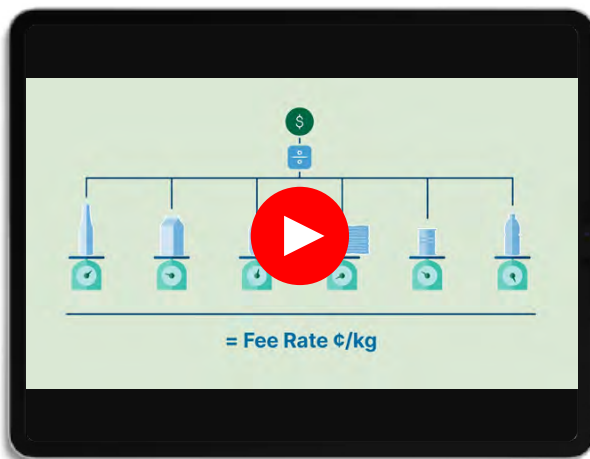 $
÷
= Fee Rate ¢/kg